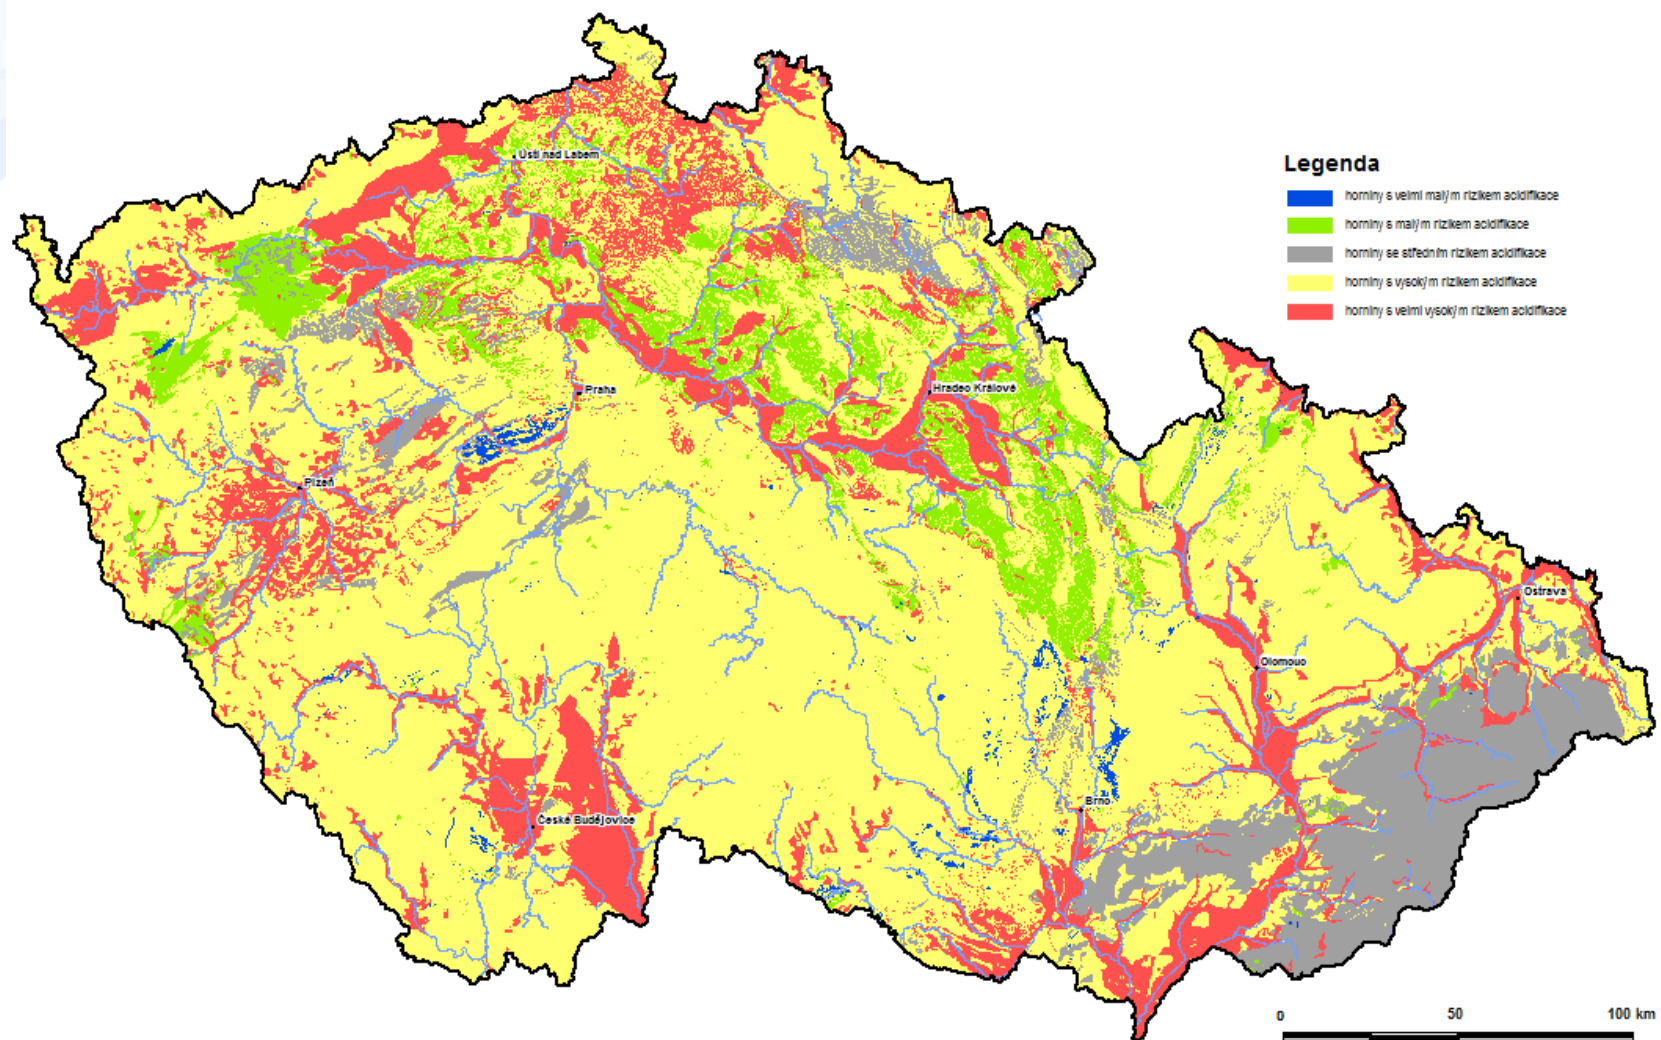 Legenda
horniny s velmi malým rizikem acidifikace
horniny s malým rizikem acidifikace
horniny se středním rizikem acidifikace
horniny s vysokým rizikem acidifikace
horniny s velmi vysokým rizikem acidifikace
Ústí nad Labem
Praha
Hradec Králové
Plzeň
Ostrava
Olomouc
Brno
České Budějovice
0 50 100 km